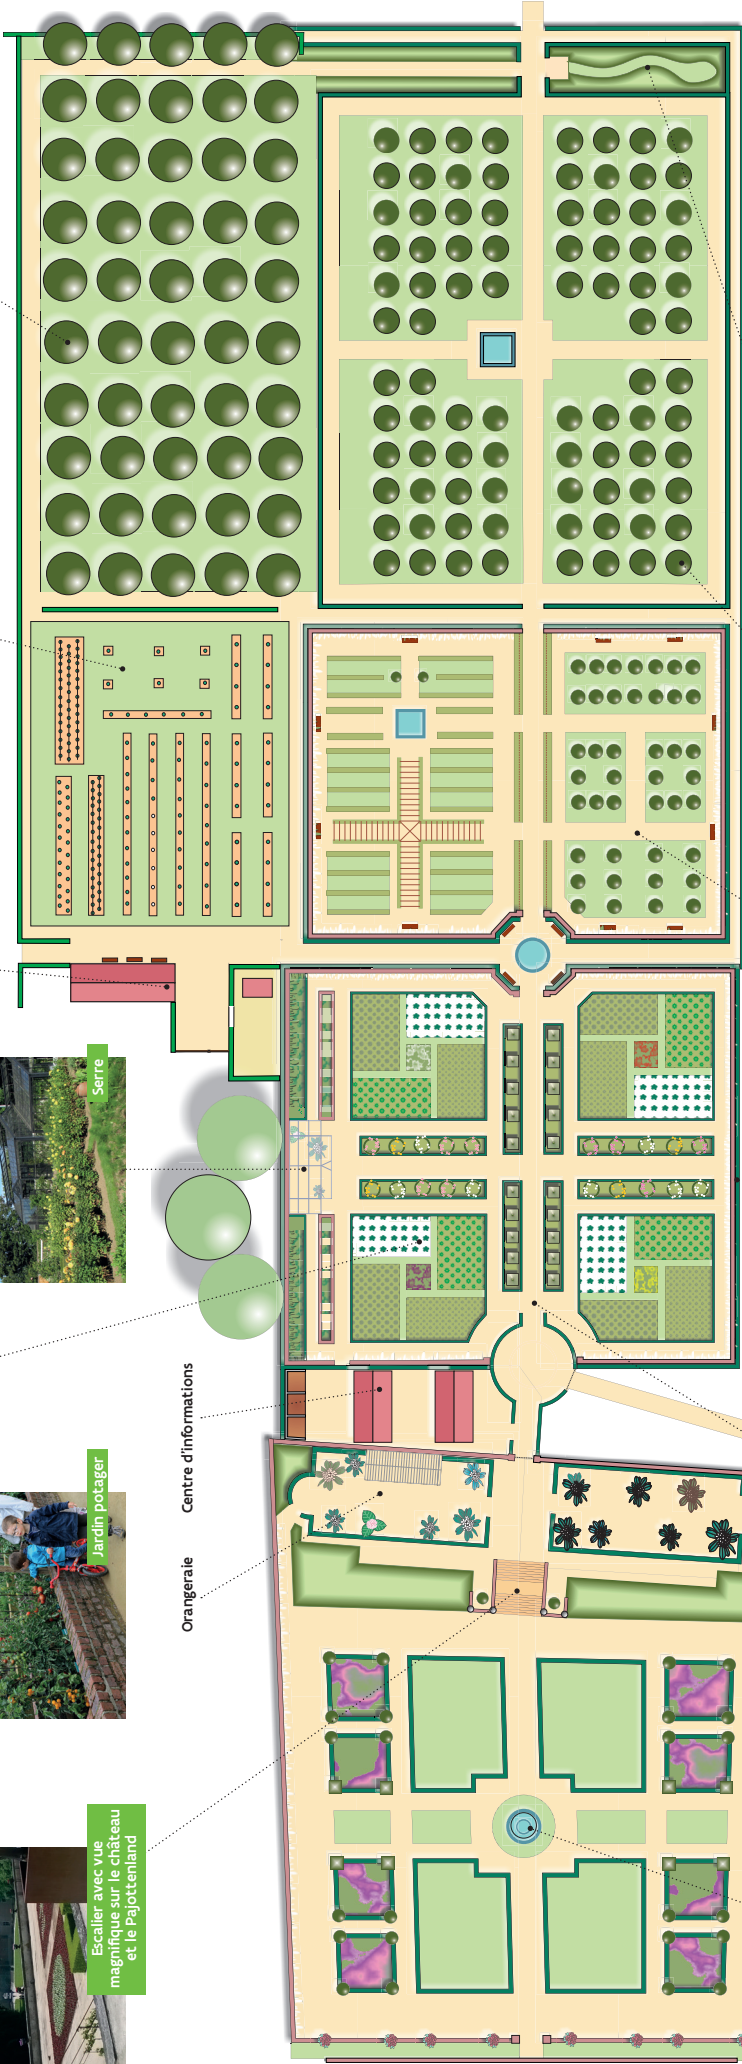 Serre
Jardin potager
Centre d'informations
Orangeraie
Escalier avec vue
magnifique sur le château
et le Pajottenland